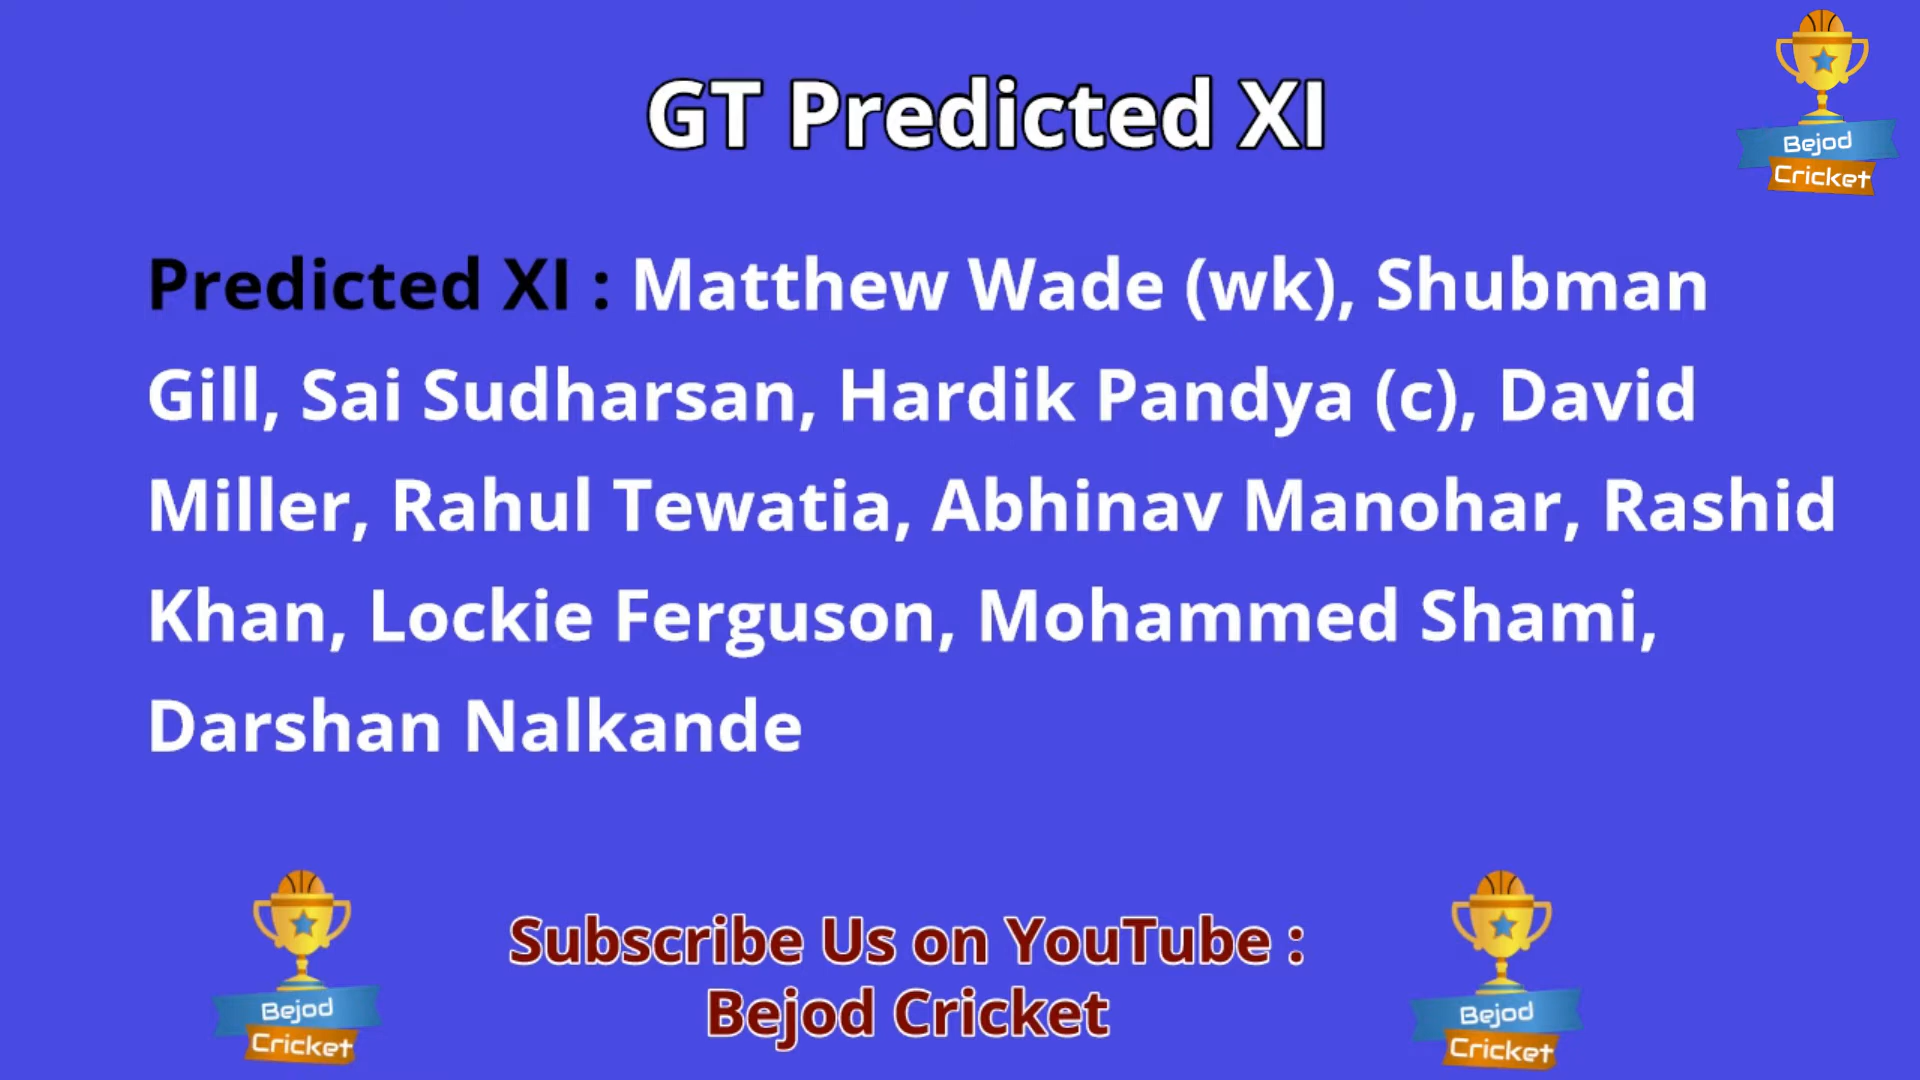 GT Predicted XI
Bejod
Cricket
Predicted XI : Matthew Wade (wk), Shubman
Gill, Sai Sudharsan, Hardik Pandya (c), David
Miller, Rahul Tewatia, Abhinav Manohar, Rashid
Khan, Lockie Ferguson, Mohammed Shami,
Darshan Nalkande
Bejod
Cricket
Subscribe Us on YouTube :
Bejod Cricket
Bejod
Cricket